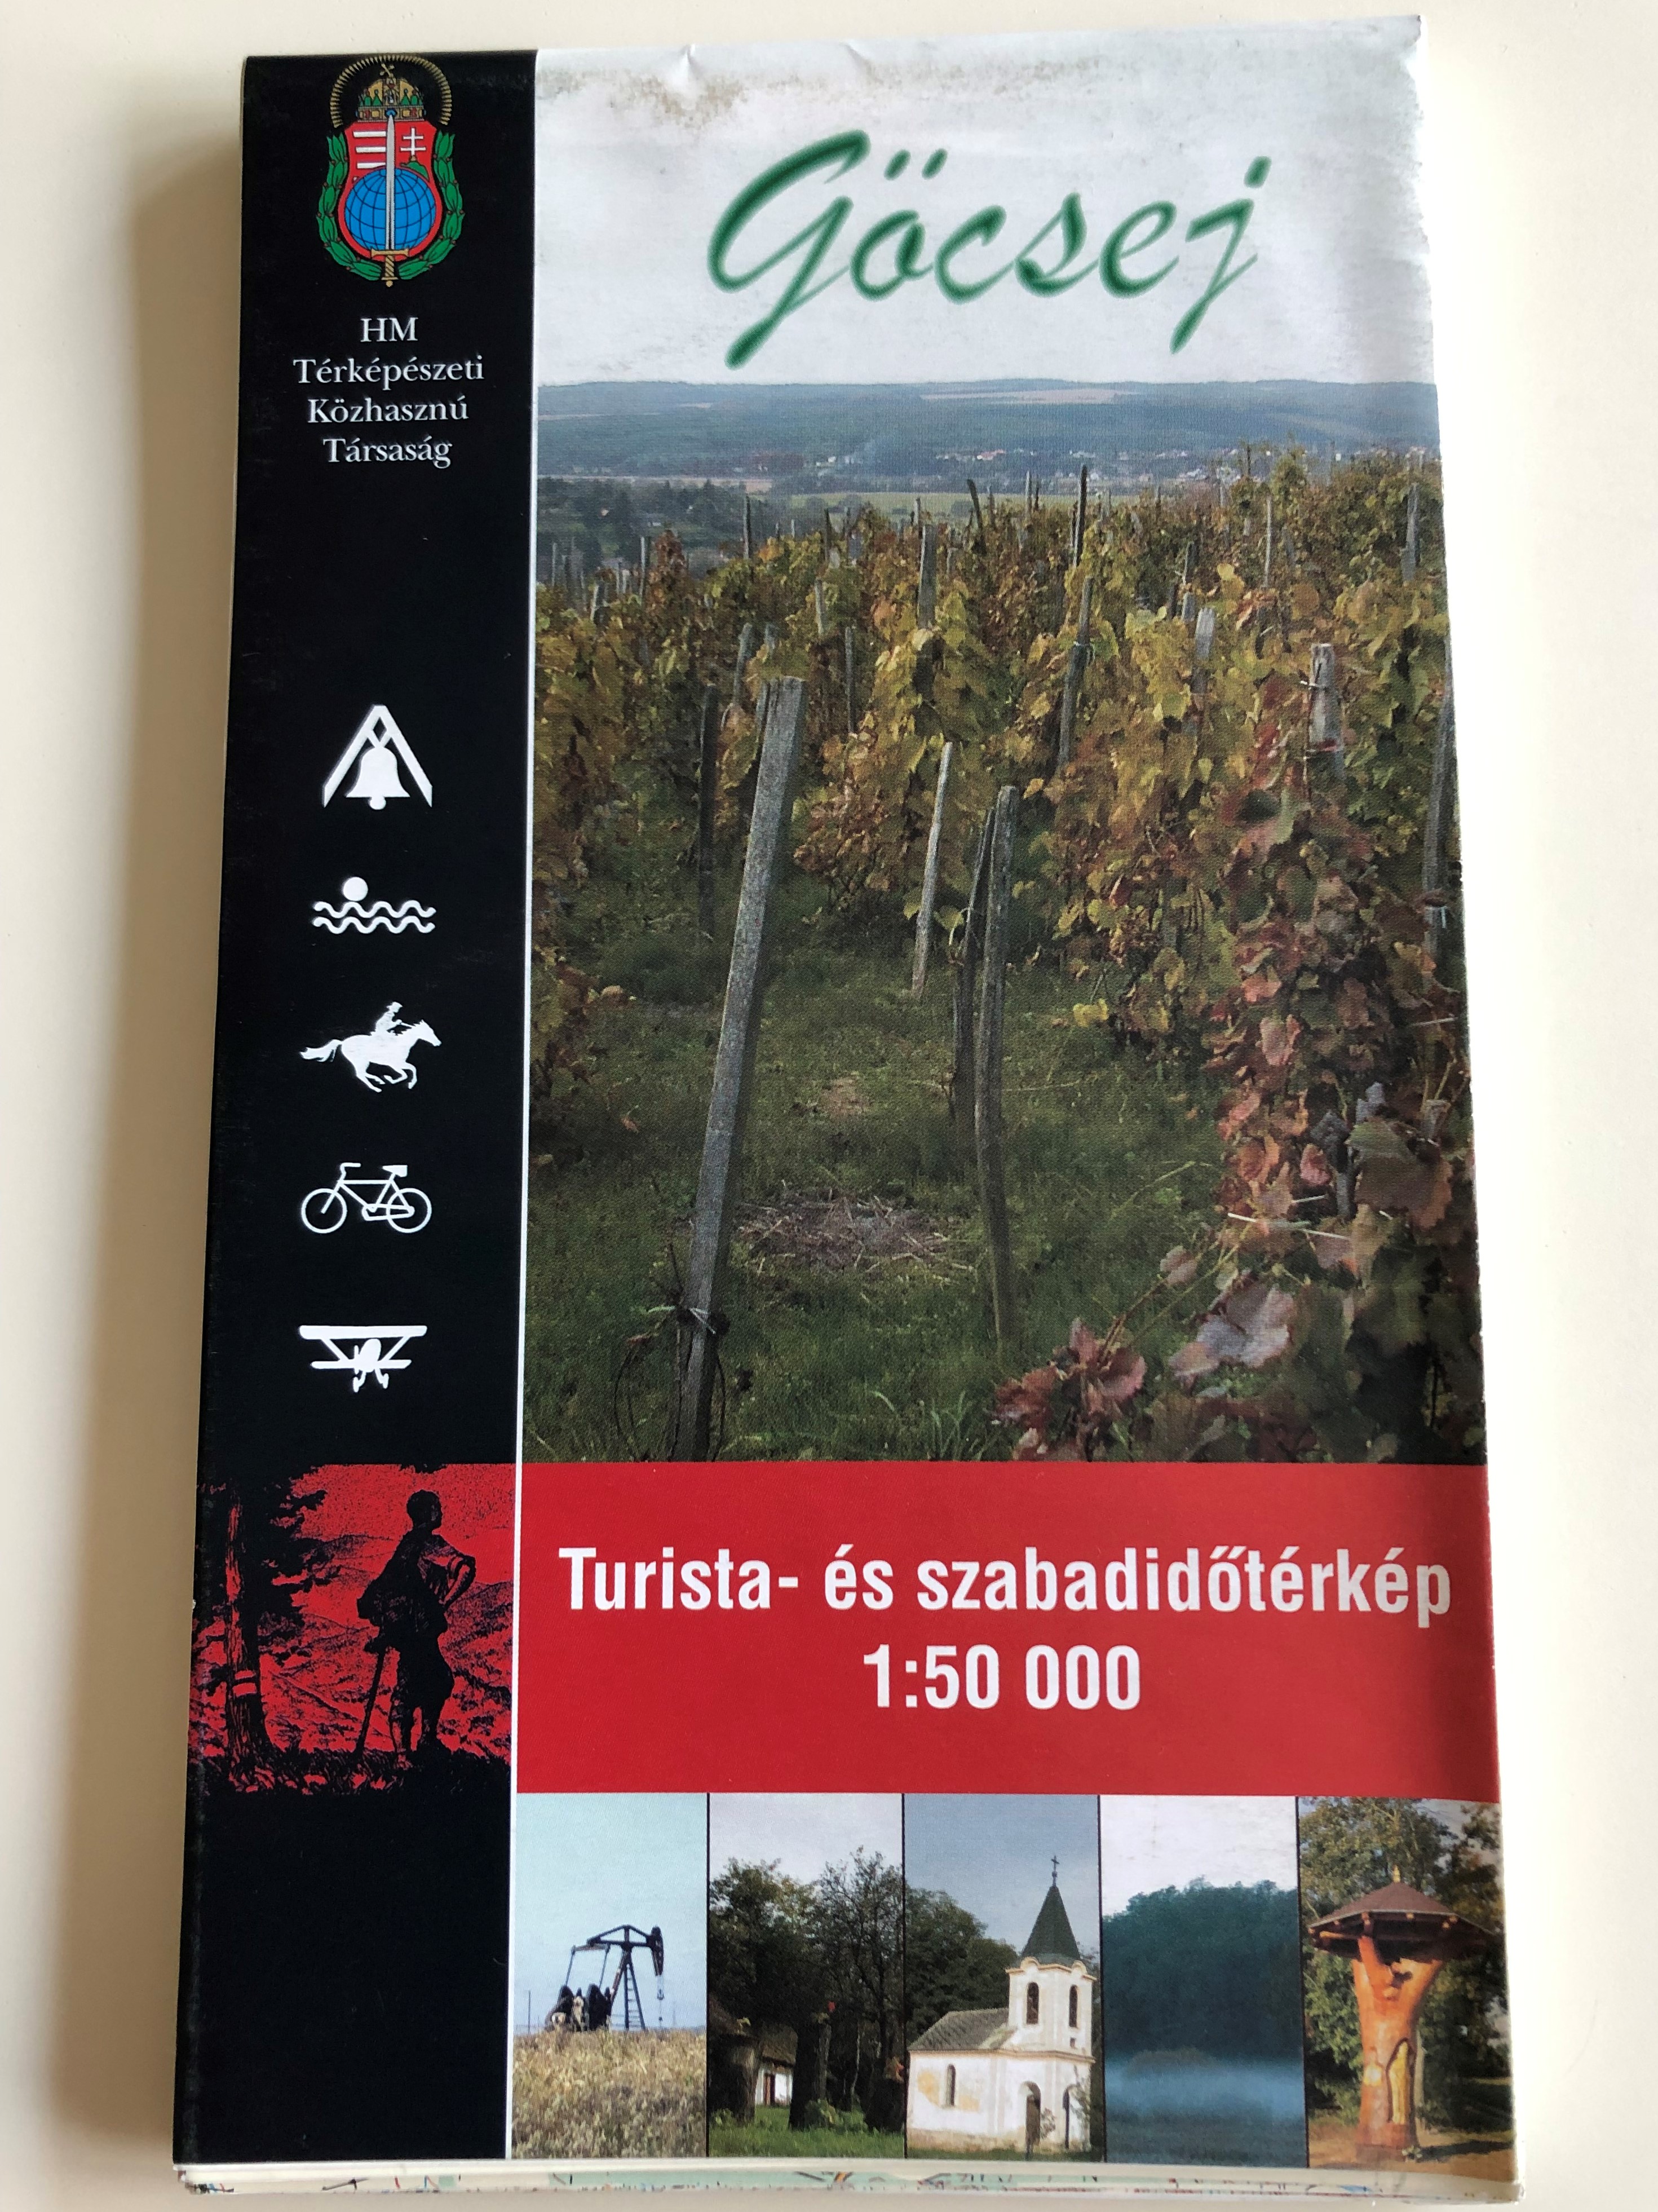 HM
Térképészeti
Közhasznú
Társaság
Göcsej
Turista- és szabadidőtérkép
1:50 000